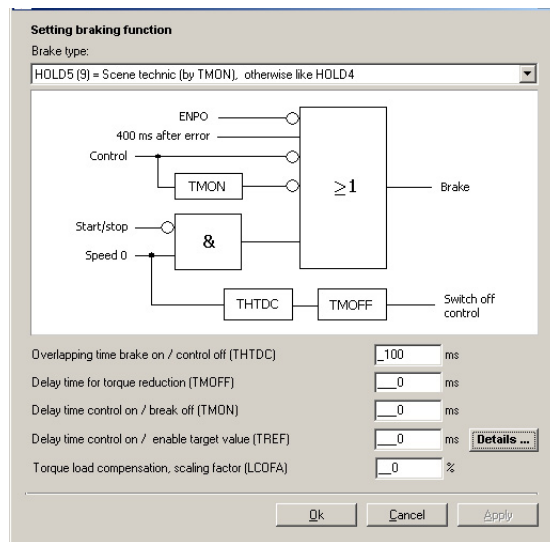 Setting braking function
Brake type:
HOLD5 (9) = Scene technic (by TMON), otherwise like HOLD4
ENPO
400 ms after error
Control
TMON
≥1
Brake
Start/stop
&
Speed 0
THTDC
TMOFF
Switch off
control
Overlapping time brake on / control off (THTDC) _100 ms
Delay time for torque reduction (TMOFF) ___0 ms
Delay time control on / break off (TMON) ___0 ms
Delay time control on / enable target value (TREF) ___0 ms Details ...
Torque load compensation, scaling factor (LCOFA) __0 %
Ok Cancel Apply